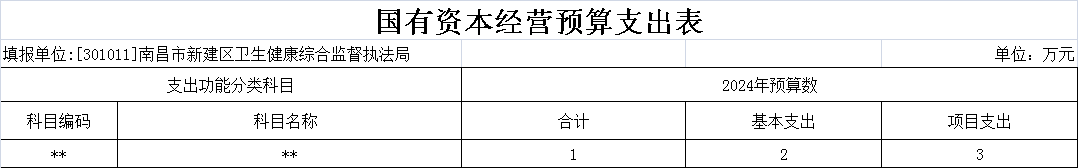 国有资本经营预算支出表
填报单位:[301011]南昌市新建区卫生健康综合监督执法局 单位：万元
支出功能分类科目 2024年预算数
科目编码 科目名称 合计 基本支出 项目支出
** ** 1 2 3